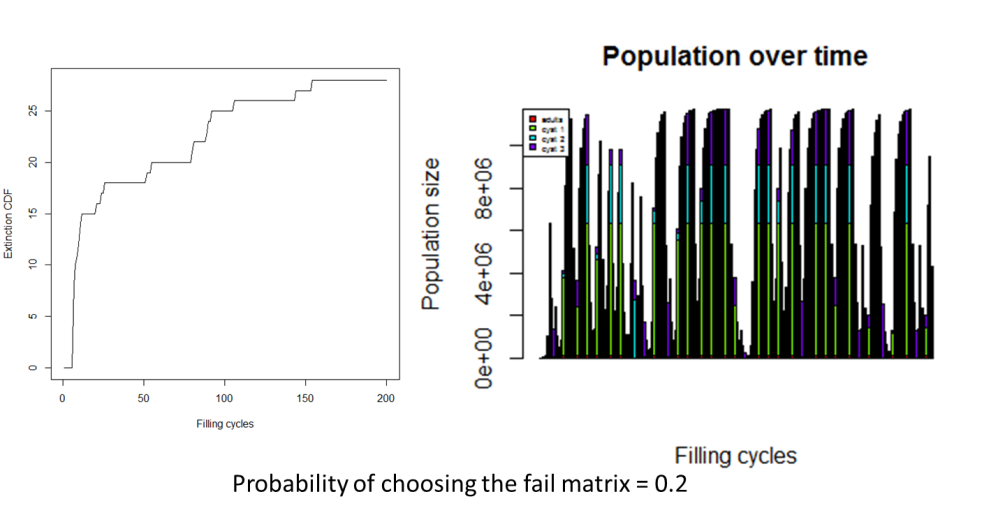 Extinction CDF
0
5
10
15
20
25
0 50 100 150 200
Filling cycles
Population over time
adults
cyst 1
cyst 2
cyst 3
Population size
0e+00 4e+06 8e+06
Filling cycles
Probability of choosing the fail matrix = 0.2